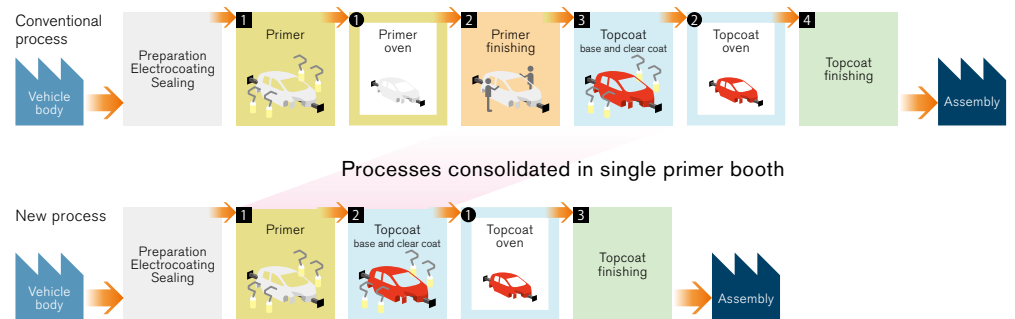 Conventional
process
Vehicle
body
Preparation
Electrocoating
Sealing
1
Primer
1
Primer
oven
2
Primer
finishing
3
Topcoat
base and clear coat
2
Topcoat
oven
4
Topcoat
finishing
Assembly
Processes consolidated in single primer booth
New process
Vehicle
body
Preparation
Electrocoating
Sealing
1
Primer
2
Topcoat
base and clear coat
1
Topcoat
oven
3
Topcoat
finishing
Assembly